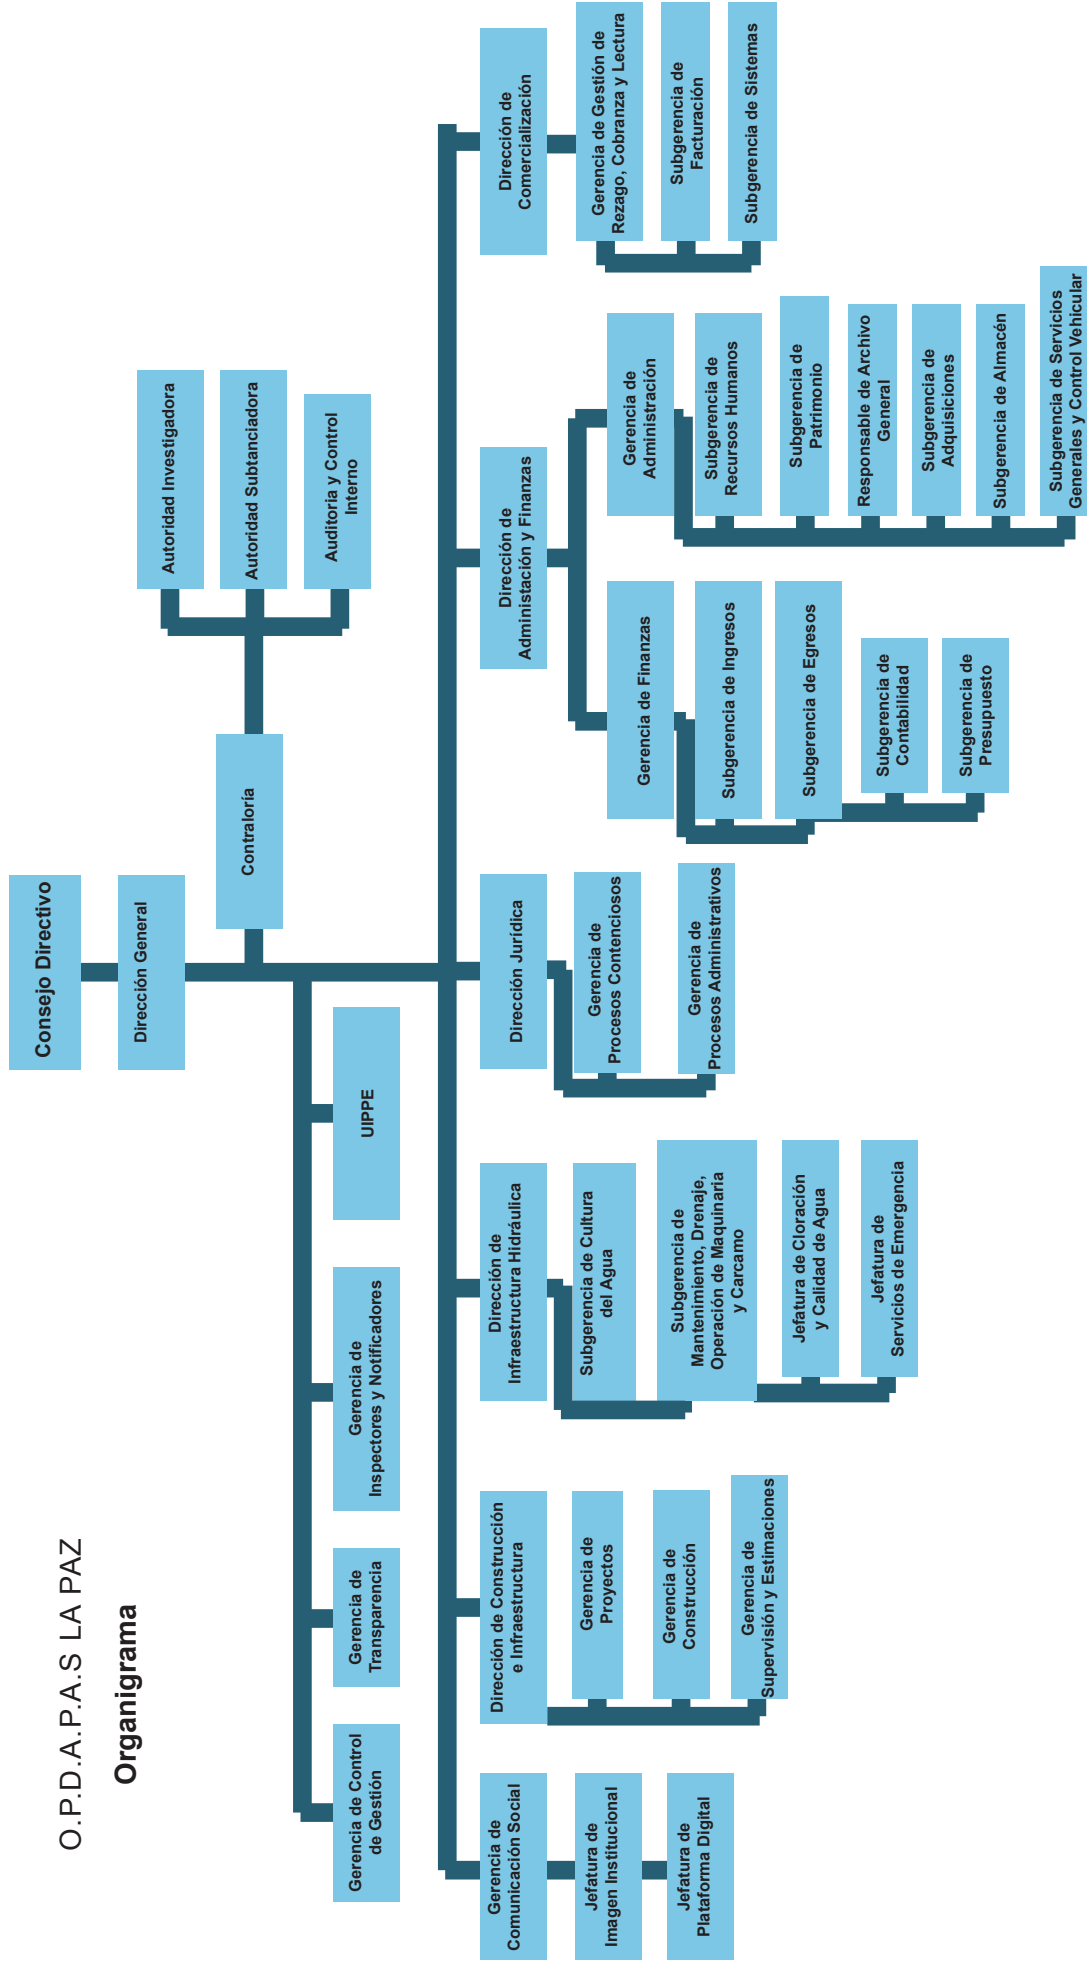 O.P.D.A.P.A.S LA PAZ
Organigrama
Consejo Directivo
Dirección General
Contraloría
Autoridad Investigadora
Autoridad Substanciadora
Auditoria y Control
Interno
Gerencia de Control
de Gestión
Gerencia de
Transparencia
Gerencia de
Inspectores y Notificadores
UIPPE
Gerencia de
Comunicación Social
Jefatura de
Imagen Institucional
Jefatura de
Plataforma Digital
Dirección de Construcción
e Infraestructura
Gerencia de
Proyectos
Gerencia de
Construcción
Gerencia de
Supervisión y Estimaciones
Dirección de
Infraestructura Hidráulica
Subgerencia de Cultura
del Agua
Subgerencia de
Mantenimiento, Drenaje,
Operación de Maquinaria
y Carcamo
Jefatura de Cloración
y Calidad de Agua
Jefatura de
Servicios de Emergencia
Dirección Jurídica
Gerencia de
Procesos Contenciosos
Gerencia de
Procesos Administrativos
Dirección de
Administación y Finanzas
Gerencia de Finanzas
Subgerencia de Ingresos
Subgerencia de Egresos
Subgerencia de
Contabilidad
Subgerencia de
Presupuesto
Gerencia de
Administración
Subgerencia de
Recursos Humanos
Subgerencia de
Patrimonio
Responsable de Archivo
General
Subgerencia de
Adquisiciones
Subgerencia de Almacén
Subgerencia de Servicios
Generales y Control Vehicular
Dirección de
Comercialización
Gerencia de Gestión de
Rezago, Cobranza y Lectura
Subgerencia de
Facturación
Subgerencia de Sistemas